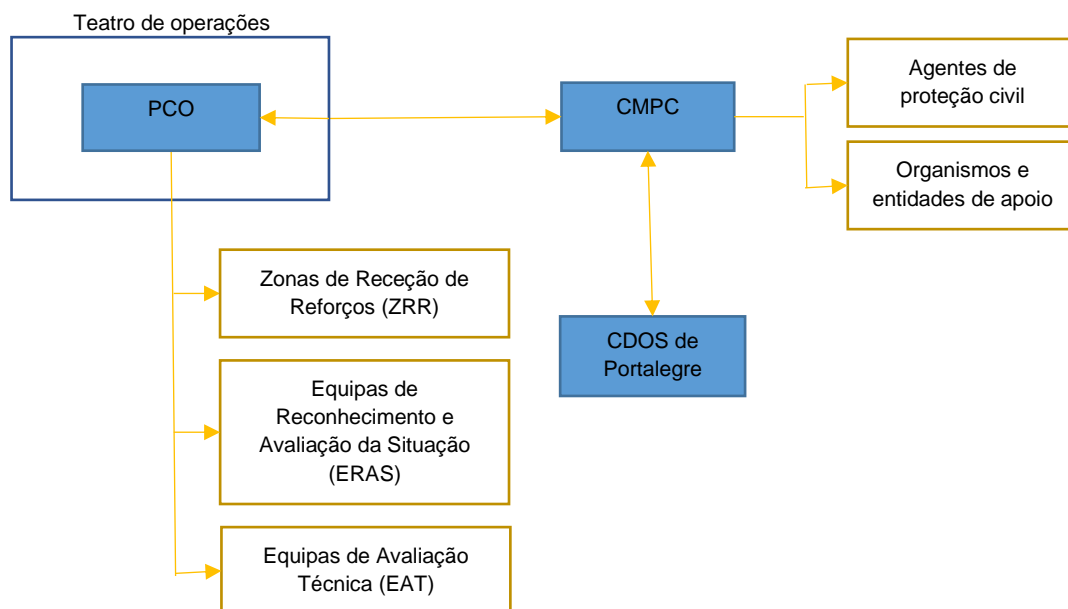 Teatro de operações
PCO
CMPC
Agentes de
proteção civil
Organismos e
entidades de apoio
Zonas de Receção de
Reforços (ZRR)
CDOS de
Portalegre
Equipas de
Reconhecimento e
Avaliação da Situação
(ERAS)
Equipas de Avaliação
Técnica (EAT)